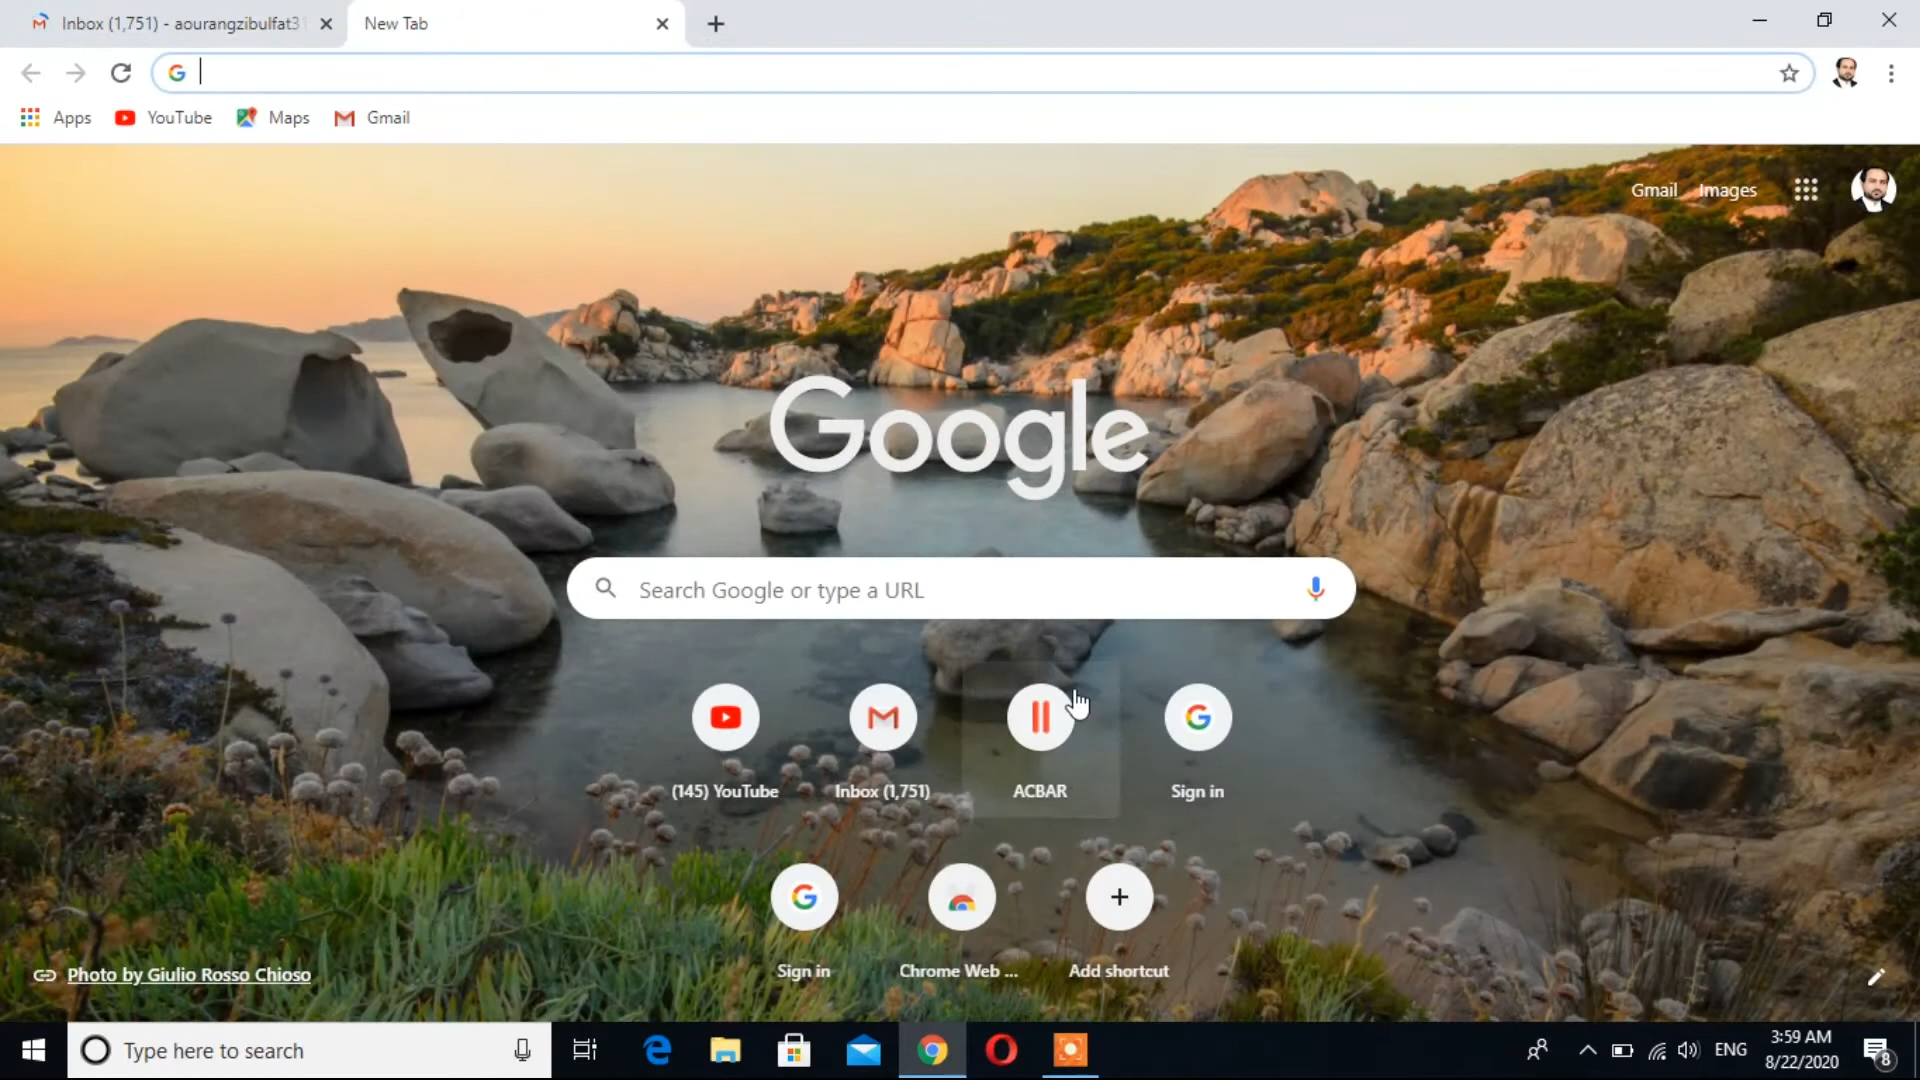 Inbox (1,751) - aourangzibulfat31
New Tab
Apps
YouTube
Maps
Gmail
Gmail
Images
Google
Search Google or type a URL
(145) YouTube
Inbox (1,751)
ACBAR
Sign in
Sign in
Chrome Web ...
Add shortcut
Photo by Giulio Rosso Chioso
Type here to search
ENG
3:59 AM
8/22/2020
8